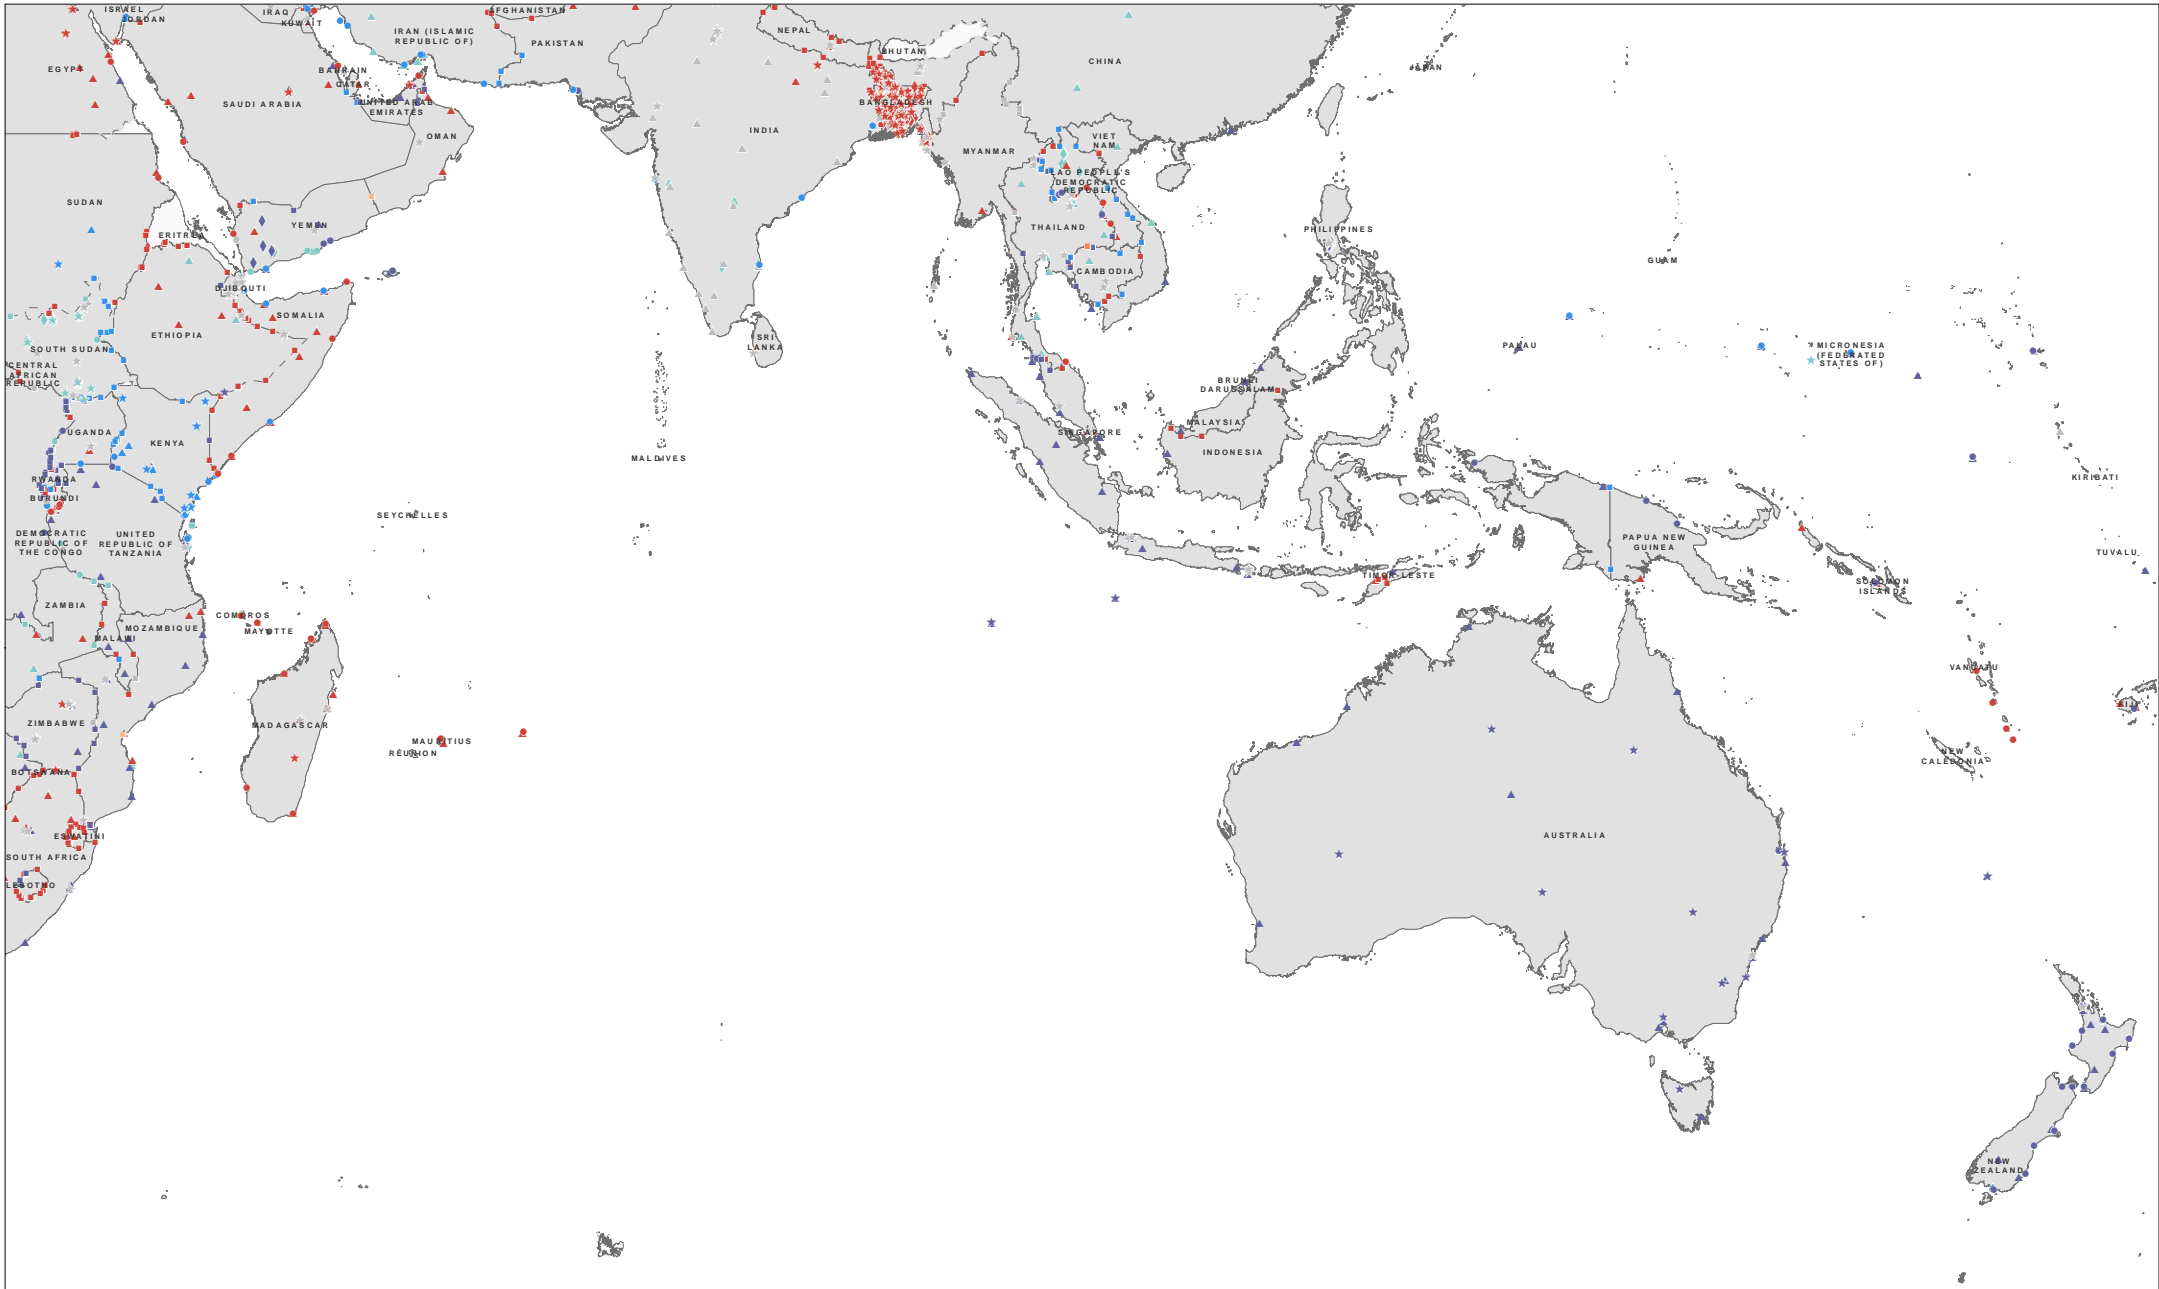 ISRAEL
JORDAN
IRAQ
KUWAIT
AFGHANISTAN
IRAN (ISLAMIC
REPUBLIC OF)
PAKISTAN
NEPAL
BHUTAN
CHINA
EGYPT
BAHRAIN
QATAR
SAUDI ARABIA
UNITED ARAB
EMIRATES
OMAN
BANGLADESH
INDIA
MYANMAR
VIET
NAM
LAO PEOPLE'S
DEMOCRATIC
REPUBLIC
SUDAN
YEMEN
ERITREA
THAILAND
PHILIPPINES
GUAM
CAMBODIA
DJIBOUTI
SOMALIA
ETHIOPIA
SRI
LANKA
SOUTH SUDAN
CENTRAL
AFRICAN
REPUBLIC
PALAU
MICRONESIA
(FEDERATED
STATES OF)
BRUNEI
DARUSSALAM
MALAYSIA
UGANDA
KENYA
SINGAPORE
INDONESIA
MALDIVES
KIRIBATI
RWANDA
BURUNDI
SEYCHELLES
DEMOCRATIC
REPUBLIC OF
THE CONGO
UNITED
REPUBLIC OF
TANZANIA
PAPUA NEW
GUINEA
TUVALU
TIMOR-LESTE
SOLOMON
ISLANDS
ZAMBIA
COMOROS
MAYOTTE
MOZAMBIQUE
MALAWI
VANUATU
FIJI
ZIMBABWE
MADAGASCAR
MAURITIUS
RÉUNION
NEW
CALEDONIA
BOTSWANA
ESWATINI
AUSTRALIA
SOUTH AFRICA
LESOTHO
NEW
ZEALAND